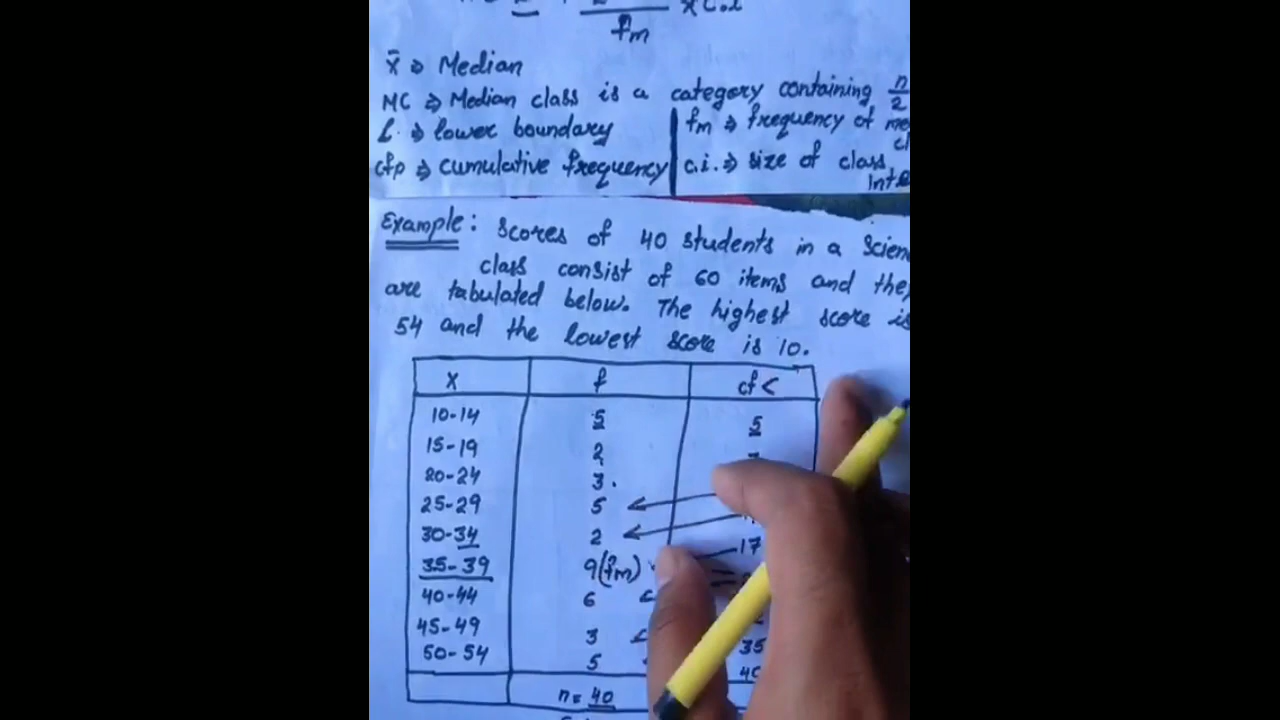 fm
x̄ ⇒ Median
MC ⇒ Median class is a category containing n/2
L ⇒ lower boundary
fm ⇒ frequency of
cfp ⇒ cumulative frequency
c.i. ⇒ size of class
Example: Scores of 40 students in a Scien
class consist of 60 items and the
are tabulated below. The highest score is
54 and the lowest score is 10.
X f cf<
10-14 5 5
15-19 2
20-24 3.
25-29 5
30-34 2
35-39 9(fm) 17
40-44 6
45-49 3 35
50-54 5 40
n = 40